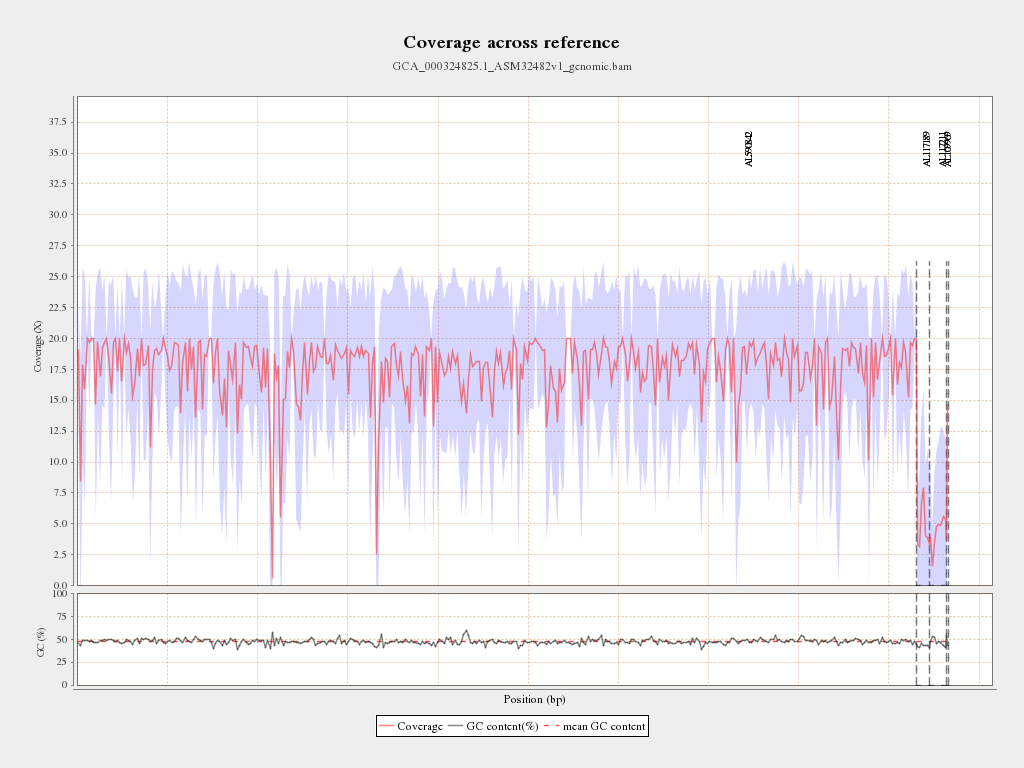 Coverage across reference
GCA_000324825.1_ASM32482v1_genomic.bam
Coverage (X)
37.5
35.0
32.5
30.0
27.5
25.0
22.5
20.0
17.5
15.0
12.5
10.0
7.5
5.0
2.5
0.0
AL590842
AL117189
AL117211
AL109969
GC (%)
100
75
50
25
0
Position (bp)
Coverage GC content(%) mean GC content